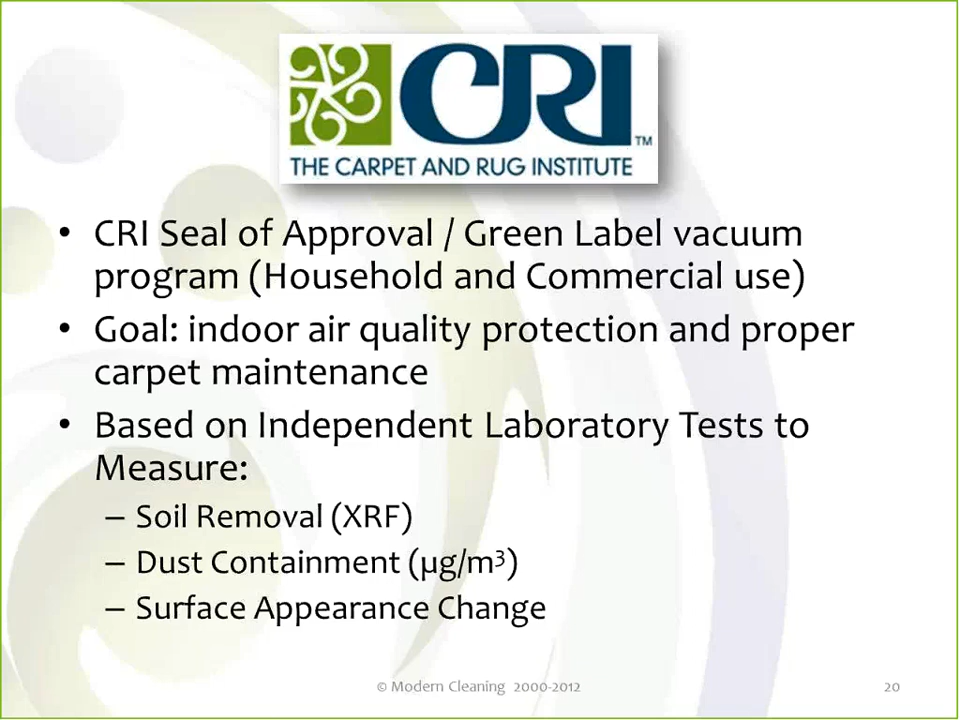 CRI™
THE CARPET AND RUG INSTITUTE
• CRI Seal of Approval / Green Label vacuum
program (Household and Commercial use)
• Goal: indoor air quality protection and proper
carpet maintenance
• Based on Independent Laboratory Tests to
Measure:
– Soil Removal (XRF)
– Dust Containment (µg/m³)
– Surface Appearance Change
© Modern Cleaning 2000-2012
20